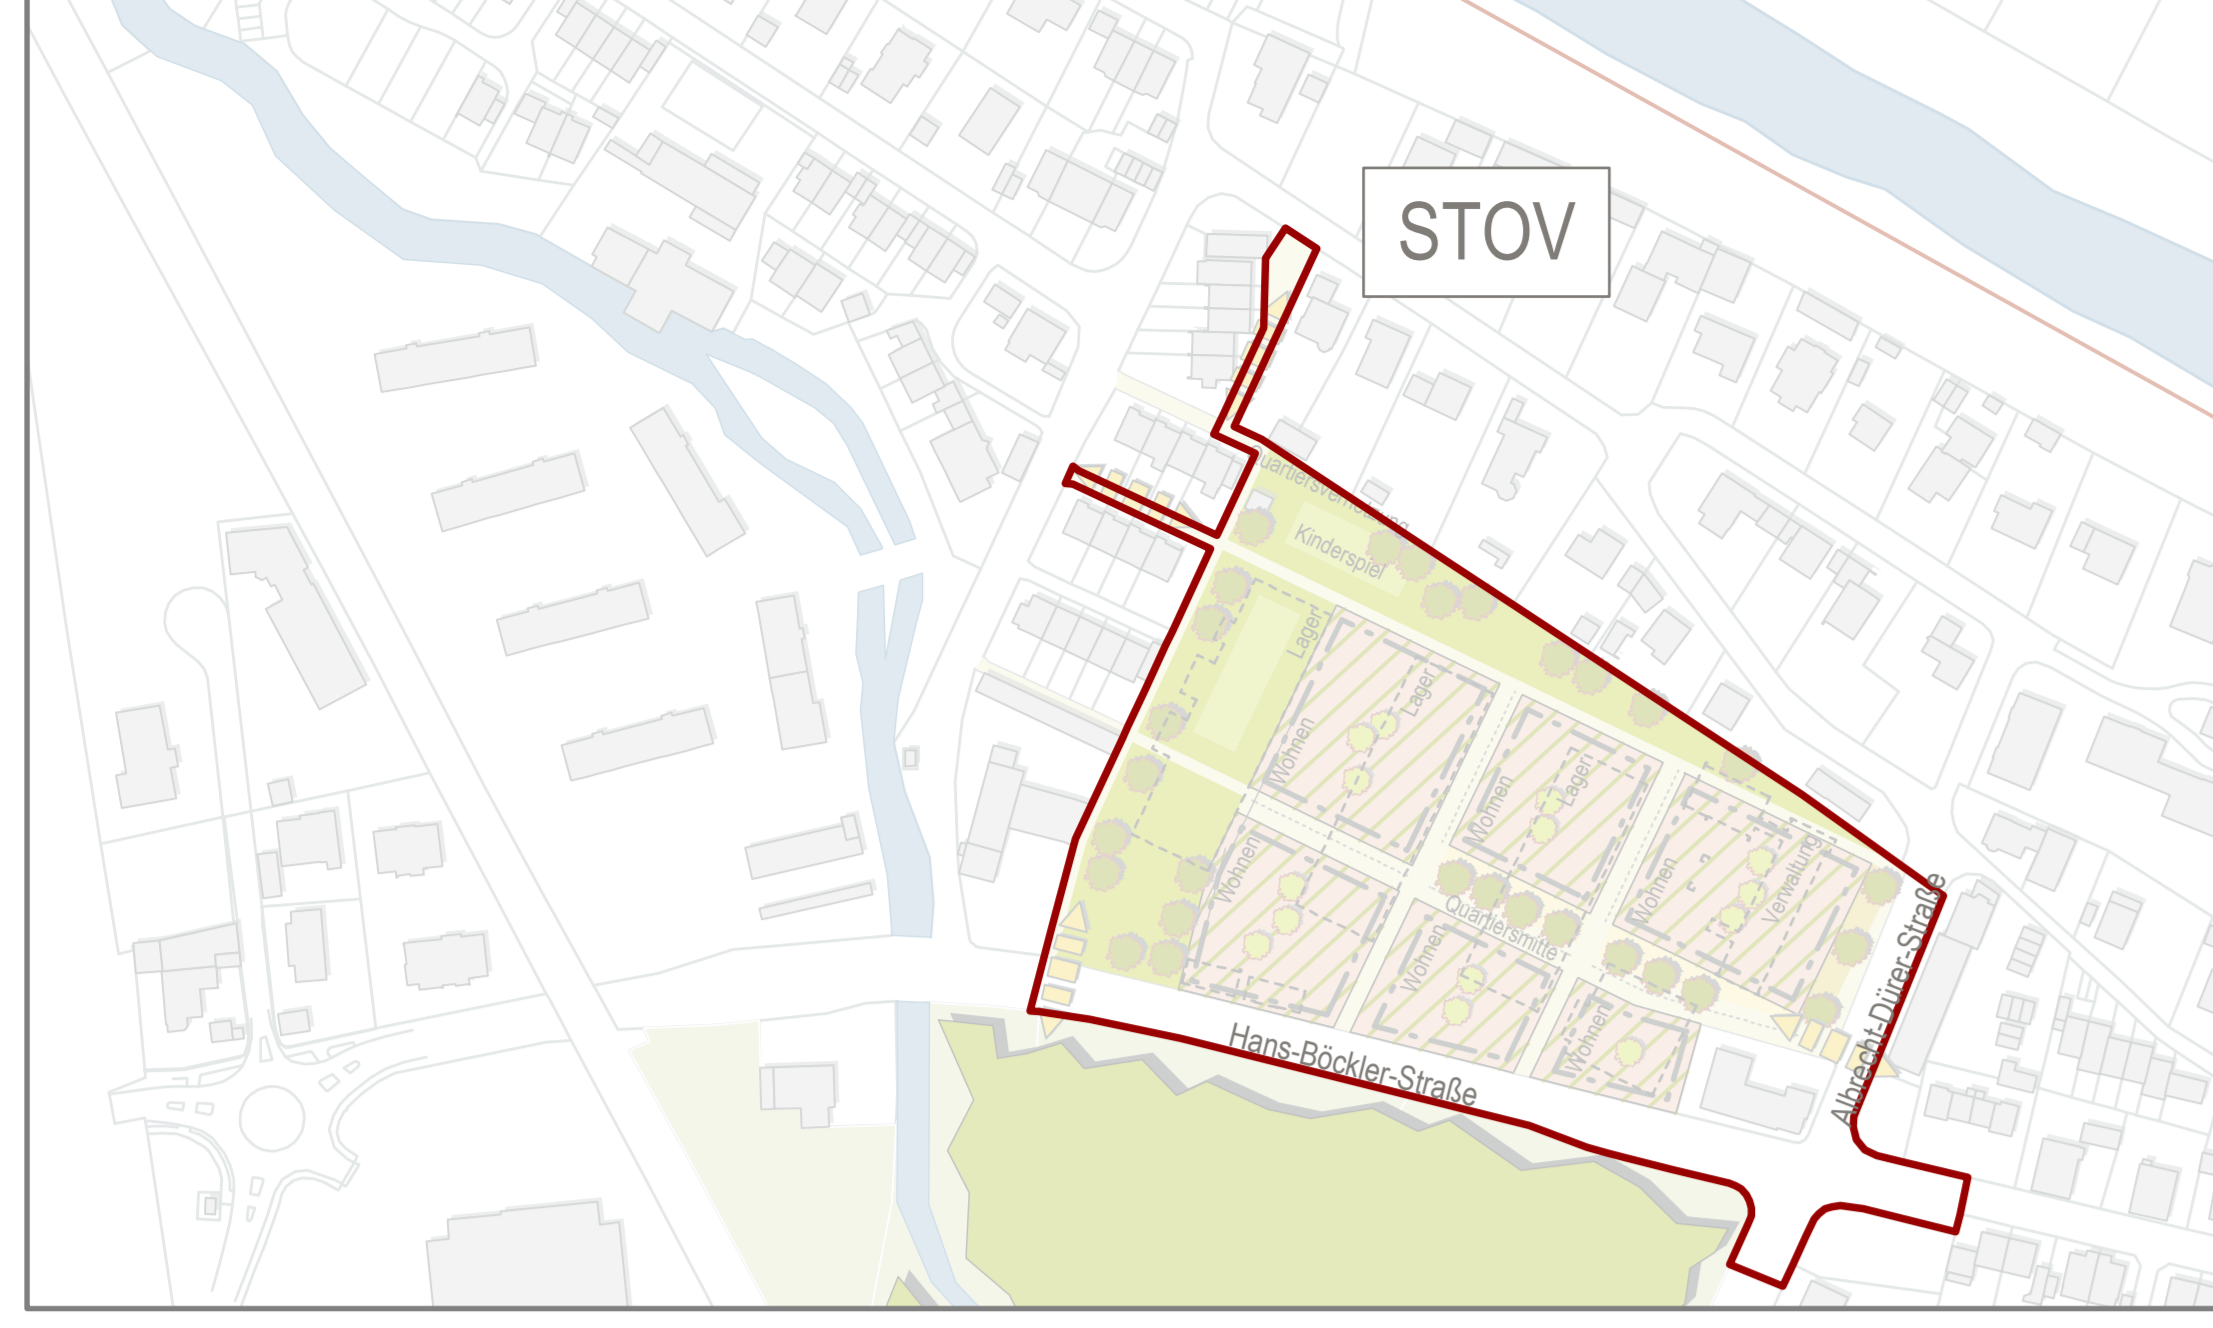 STOV
Quartiersvernetzung
Kinderspiel
Lager
Lager
Wohnen
Lager
Wohnen
Wohnen
Verwaltung
Wohnen
Quartiersmitte
Wohnen
Wohnen
Hans-Böckler-Straße
Albrecht-Dürer-Straße